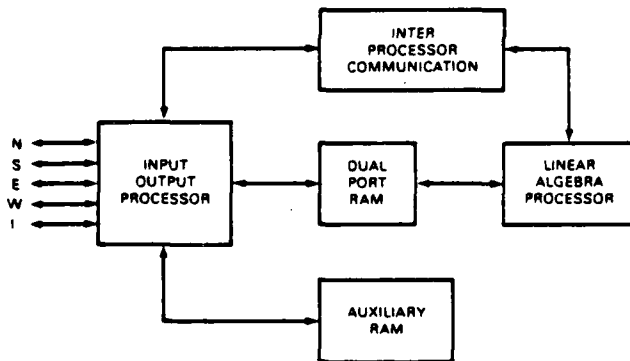 INTER
PROCESSOR
COMMUNICATION
N
S
E
W
I
INPUT
OUTPUT
PROCESSOR
DUAL
PORT
RAM
LINEAR
ALGEBRA
PROCESSOR
AUXILIARY
RAM